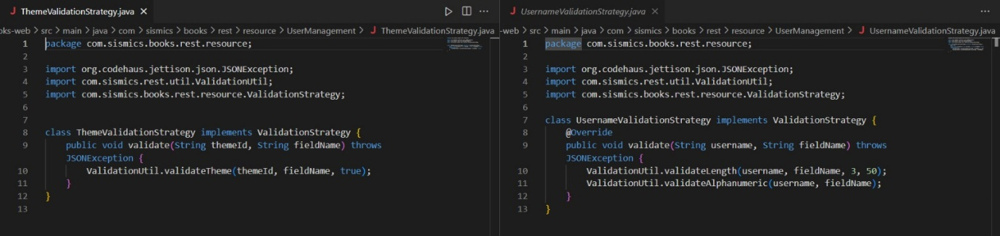 ThemeValidationStrategy.java
oks-web > src > main > java > com > sismics > books > rest > resource > UserManagement > ThemeValidationStrategy.java
1 package com.sismics.books.rest.resource;
2
3 import org.codehaus.jettison.json.JSONException;
4 import com.sismics.rest.util.ValidationUtil;
5 import com.sismics.books.rest.resource.ValidationStrategy;
6
7
8 class ThemeValidationStrategy implements ValidationStrategy {
9 public void validate(String themeId, String fieldName) throws
JSONException {
10 ValidationUtil.validateTheme(themeId, fieldName, true);
11 }
12 }
13
UsernameValidationStrategy.java
-web > src > main > java > com > sismics > books > rest > resource > UserManagement > UsernameValidationStrategy.java
1 package com.sismics.books.rest.resource;
2
3 import org.codehaus.jettison.json.JSONException;
4 import com.sismics.rest.util.ValidationUtil;
5 import com.sismics.books.rest.resource.ValidationStrategy;
6
7 class UsernameValidationStrategy implements ValidationStrategy {
8 @Override
9 public void validate(String username, String fieldName) throws
JSONException {
10 ValidationUtil.validateLength(username, fieldName, 3, 50);
11 ValidationUtil.validateAlphanumeric(username, fieldName);
12 }
13 }